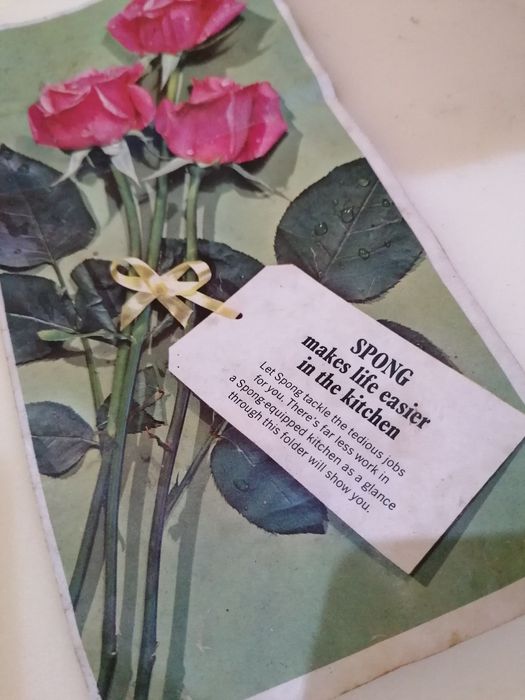 SPONG
makes life easier
in the kitchen
Let Spong tackle the tedious jobs
for you. There's far less work in
a Spong-equipped kitchen as a glance
through this folder will show you.